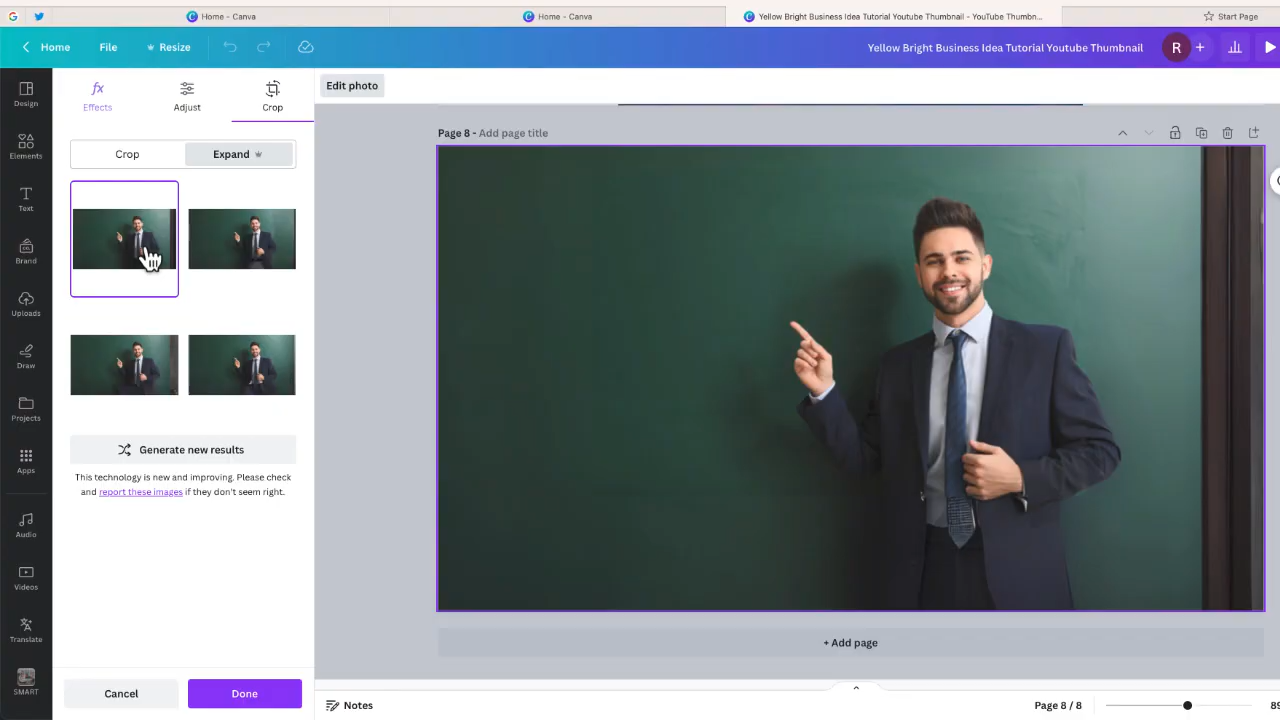 Home - Canva
Home - Canva
Yellow Bright Business Idea Tutorial Youtube Thumbnail - YouTube Thumbn...
Start Page
Home
File
Resize
Yellow Bright Business Idea Tutorial Youtube Thumbnail
R
Design
Elements
Text
Brand
Uploads
Draw
Projects
Apps
Audio
Videos
Translate
SMART
Effects
Adjust
Crop
Edit photo
Crop
Expand
Page 8 - Add page title
Generate new results
This technology is new and improving. Please check
and report these images if they don't seem right.
+ Add page
Cancel
Done
Notes
Page 8 / 8